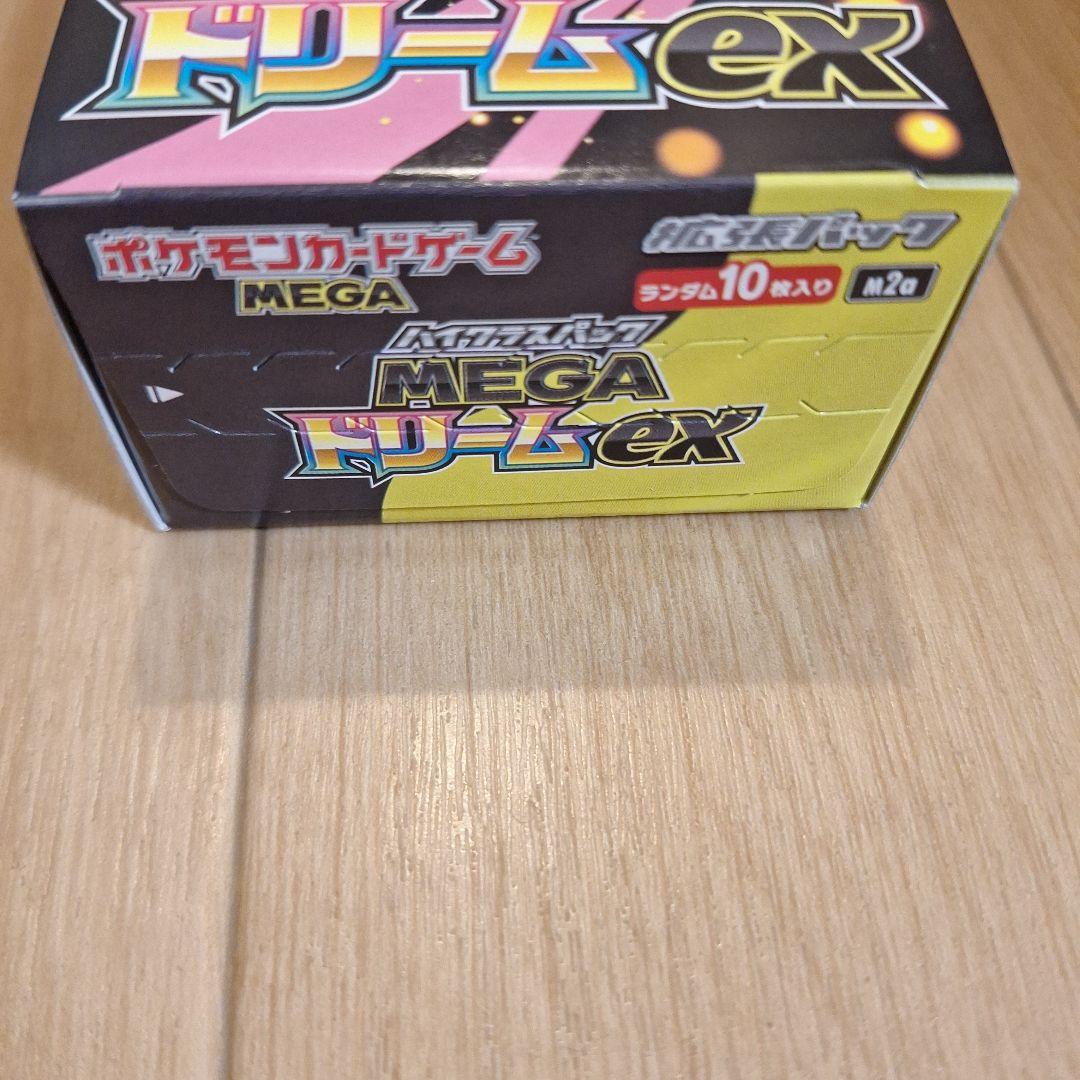 ドリームex
ポケモンカードゲーム
MEGA
拡張パック
ランダム10枚入り M2a
ハイクラスパック
MEGA
ドリームex